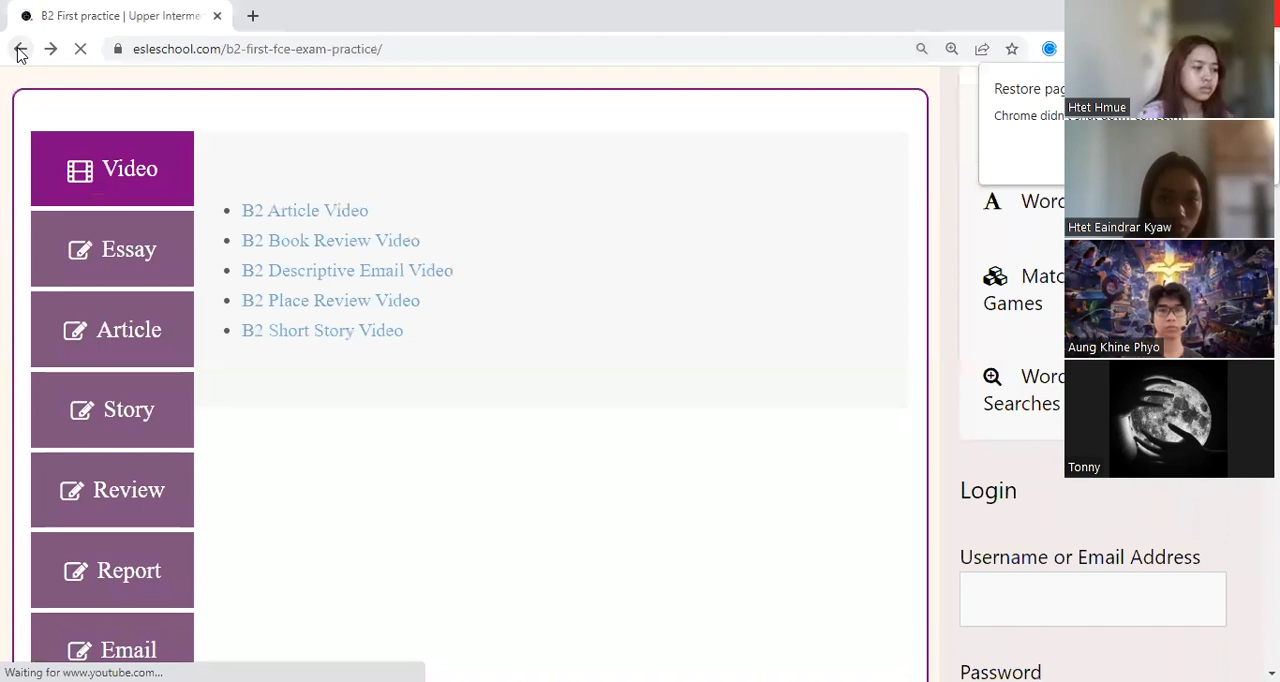 B2 First practice | Upper Interme
esleschool.com/b2-first-fce-exam-practice/
Restore pag
Htet Hmue
Video
B2 Article Video
B2 Book Review Video
B2 Descriptive Email Video
B2 Place Review Video
B2 Short Story Video
Essay
Article
Story
Review
Report
Email
Word
Htet Eaindrar Kyaw
Matc
Games
Aung Khine Phyo
Word
Searches
Tonny
Login
Username or Email Address
Password
Waiting for www.youtube.com...